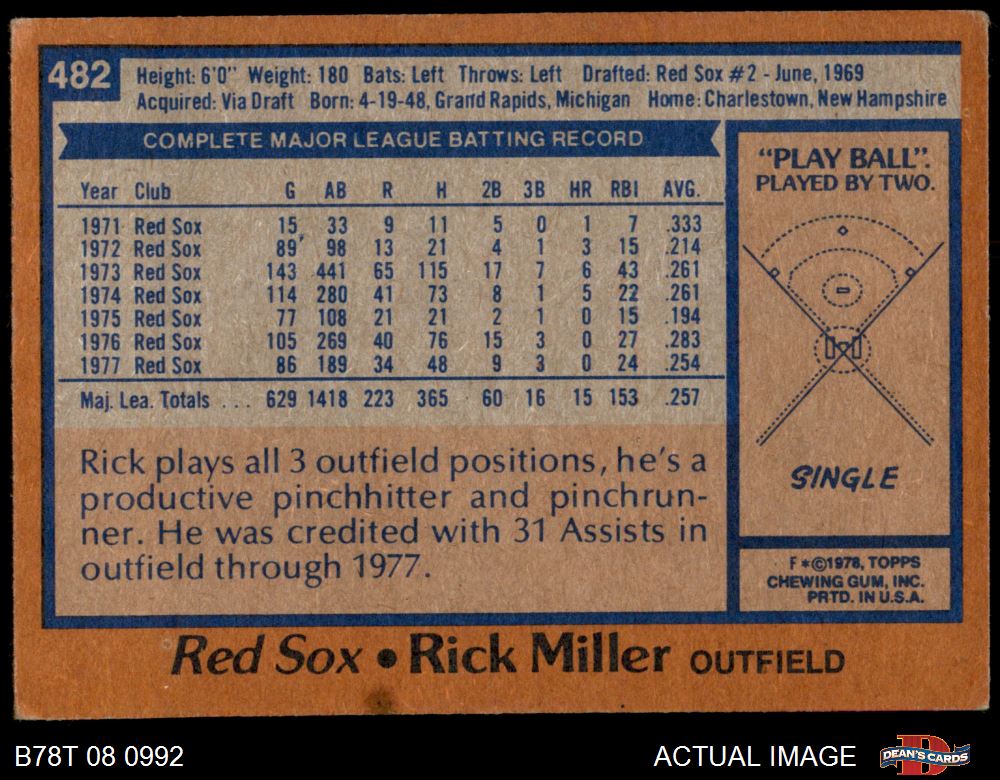 482
Height: 6'0" Weight: 180 Bats: Left Throws: Left Drafted: Red Sox #2 - June, 1969
Acquired: Via Draft Born: 4-19-48, Grand Rapids, Michigan Home: Charlestown, New Hampshire
COMPLETE MAJOR LEAGUE BATTING RECORD
Year Club G AB R H 2B 3B HR RBI AVG.
1971 Red Sox 15 33 9 11 5 0 1 7 .333
1972 Red Sox 89 98 13 21 4 1 3 15 .214
1973 Red Sox 143 441 65 115 17 7 6 43 .261
1974 Red Sox 114 280 41 73 8 1 5 22 .261
1975 Red Sox 77 108 21 21 2 1 0 15 .194
1976 Red Sox 105 269 40 76 15 3 0 27 .283
1977 Red Sox 86 189 34 48 9 3 0 24 .254
Maj. Lea. Totals ... 629 1418 223 365 60 16 15 153 .257
Rick plays all 3 outfield positions, he's a
productive pinchhitter and pinchrun-
ner. He was credited with 31 Assists in
outfield through 1977.
"PLAY BALL".
PLAYED BY TWO.
SINGLE
F*©1978, TOPPS
CHEWING GUM, INC.
PRTD. IN U.S.A.
Red Sox • Rick Miller OUTFIELD
B78T 08 0992
ACTUAL IMAGE
DEAN'S CARDS